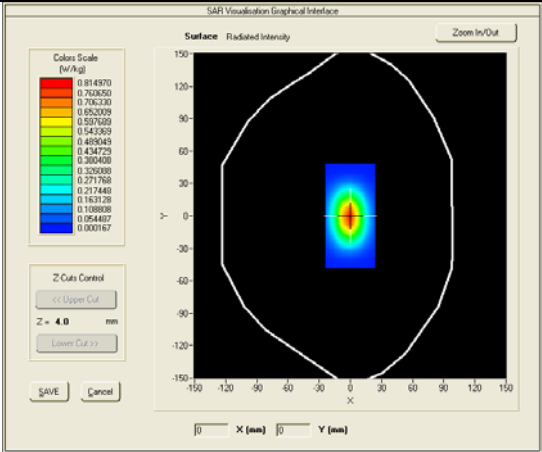 SAR Visualisation Graphical Interface
Surface Radiated Intensity
Zoom In/Out
Colors Scale
(W/kg)
0.814970
0.760650
0.706330
0.652009
0.597689
0.543369
0.489049
0.434729
0.380408
0.326088
0.271768
0.217448
0.163128
0.108808
0.054487
0.000167
150
120
90
60
30
0
-30
-60
-90
-120
-150
Y
-150 -120 -90 -60 -30 0 30 60 90 120 150
X
Z-Cuts Control
<< Upper Cut
Z = 4.0 mm
Lower Cut >>
SAVE Cancel
0 X (mm) 0 Y (mm)